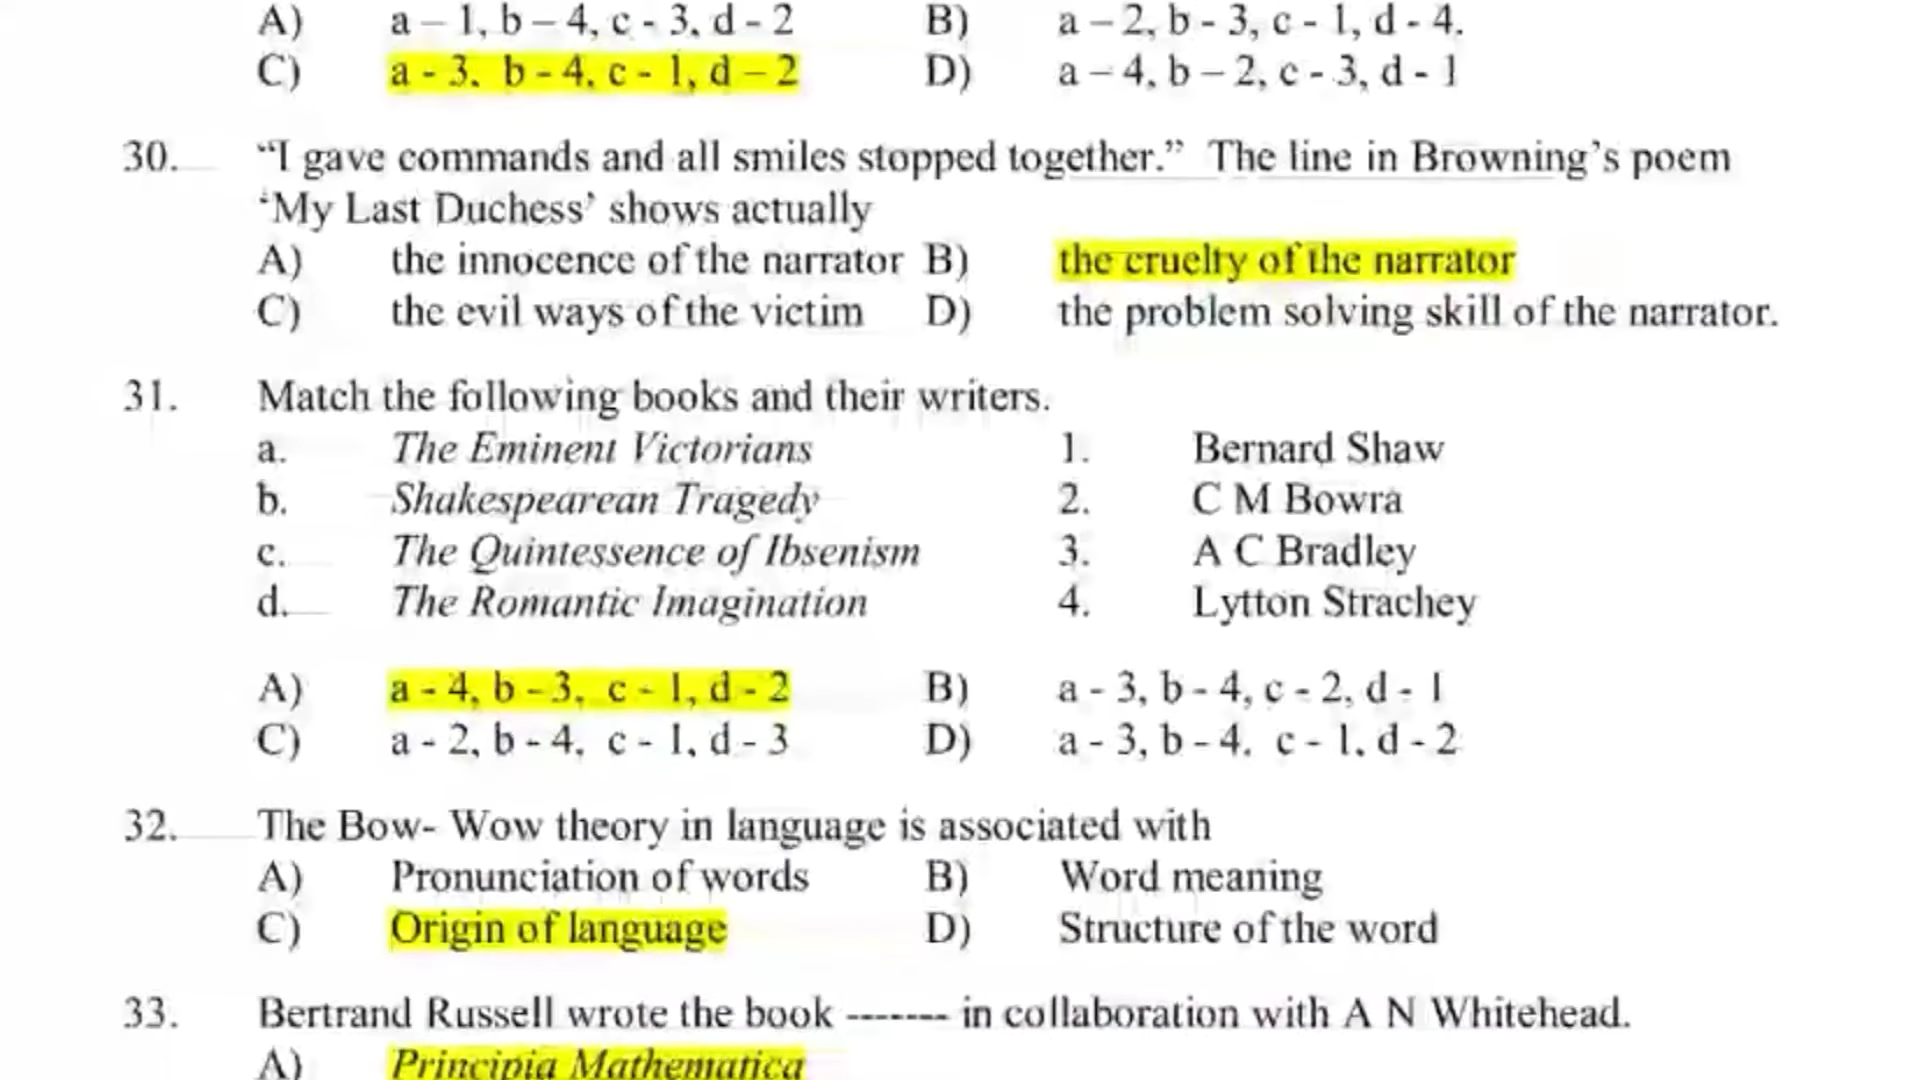 A) a – 1, b – 4, c - 3, d - 2 B) a – 2, b - 3, c - 1, d - 4.
C) a - 3, b - 4, c - 1, d – 2 D) a – 4, b – 2, c - 3, d - 1
30. “I gave commands and all smiles stopped together.” The line in Browning’s poem
‘My Last Duchess’ shows actually
A) the innocence of the narrator B) the cruelty of the narrator
C) the evil ways of the victim D) the problem solving skill of the narrator.
31. Match the following books and their writers.
a. The Eminent Victorians 1. Bernard Shaw
b. Shakespearean Tragedy 2. C M Bowra
c. The Quintessence of Ibsenism 3. A C Bradley
d. The Romantic Imagination 4. Lytton Strachey
A) a - 4, b – 3, c - 1, d - 2 B) a - 3, b - 4, c - 2, d - 1
C) a - 2, b - 4, c - 1, d - 3 D) a - 3, b – 4, c - 1, d - 2
32. The Bow- Wow theory in language is associated with
A) Pronunciation of words B) Word meaning
C) Origin of language D) Structure of the word
33. Bertrand Russell wrote the book ------- in collaboration with A N Whitehead.
A) Principia Mathematica